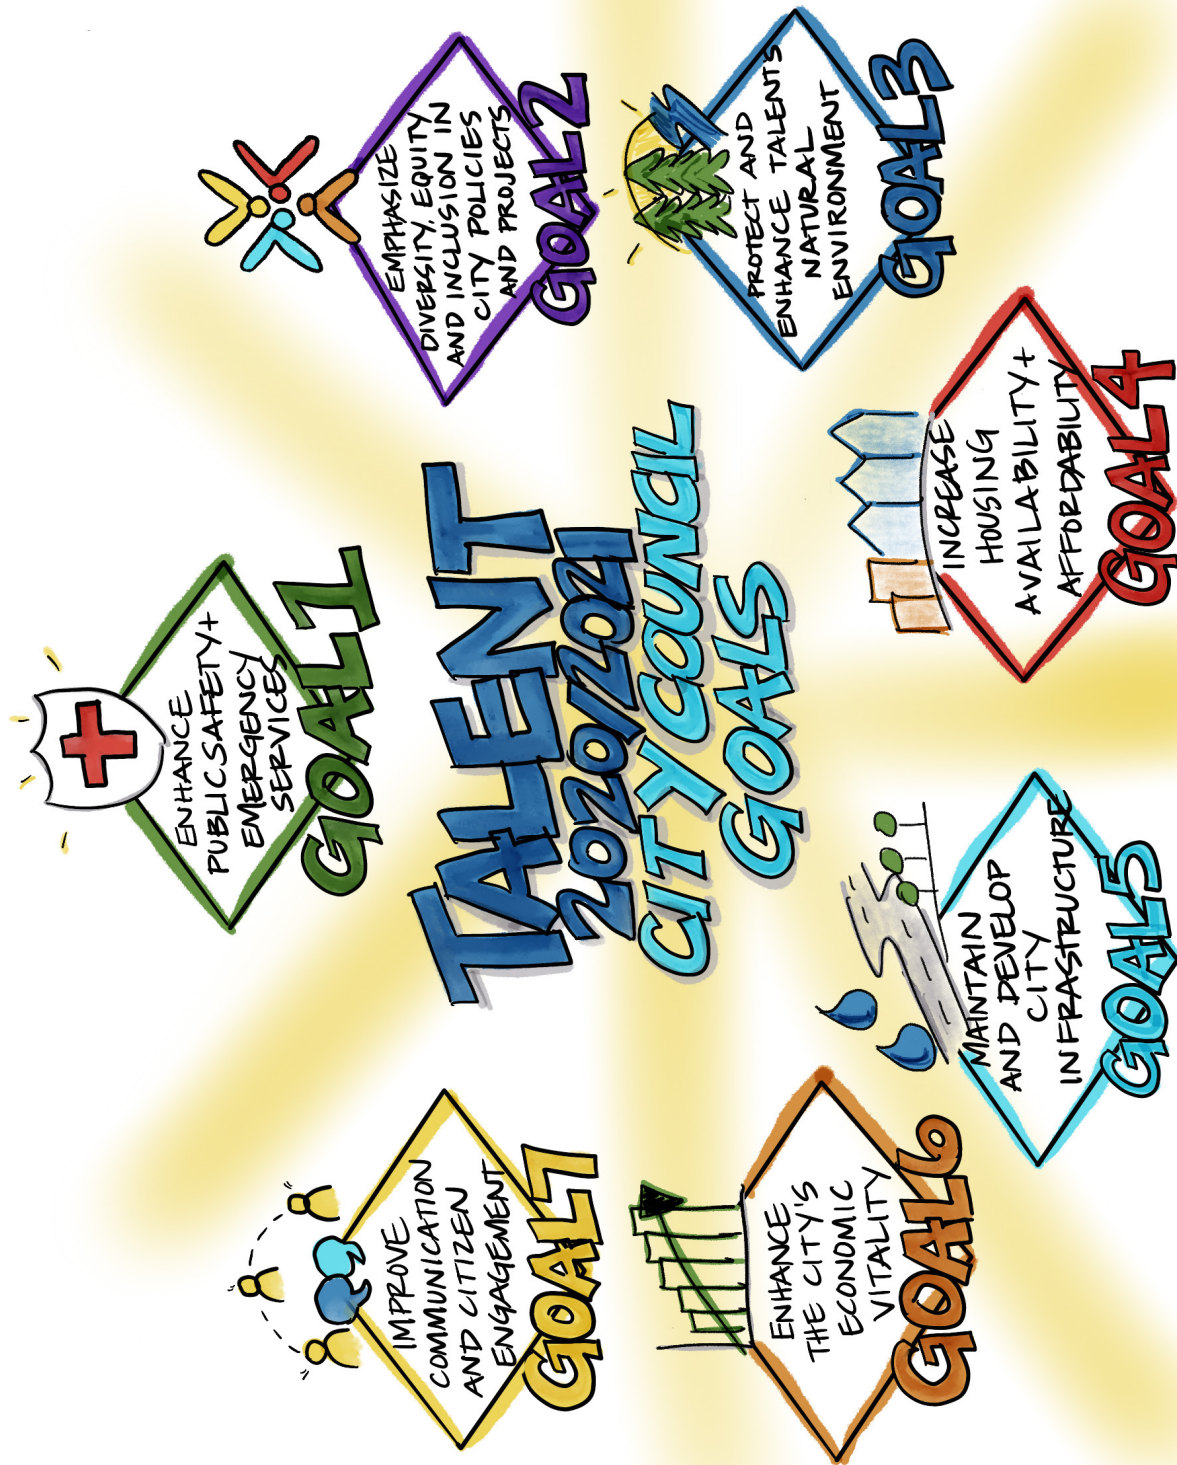 TALENT
2020/2021
CITY COUNCIL
GOALS
ENHANCE
PUBLIC SAFETY +
EMERGENCY
SERVICES
GOAL 1
EMPHASIZE
DIVERSITY, EQUITY
AND INCLUSION IN
CITY POLICIES
AND PROJECTS
GOAL 2
PROTECT AND
ENHANCE TALENT'S
NATURAL
ENVIRONMENT
GOAL 3
INCREASE
HOUSING
AVAILABILITY +
AFFORDABILITY
GOAL 4
MAINTAIN
AND DEVELOP
CITY
INFRASTRUCTURE
GOAL 5
ENHANCE
THE CITY'S
ECONOMIC
VITALITY
GOAL 6
IMPROVE
COMMUNICATION
AND CITIZEN
ENGAGEMENT
GOAL 7